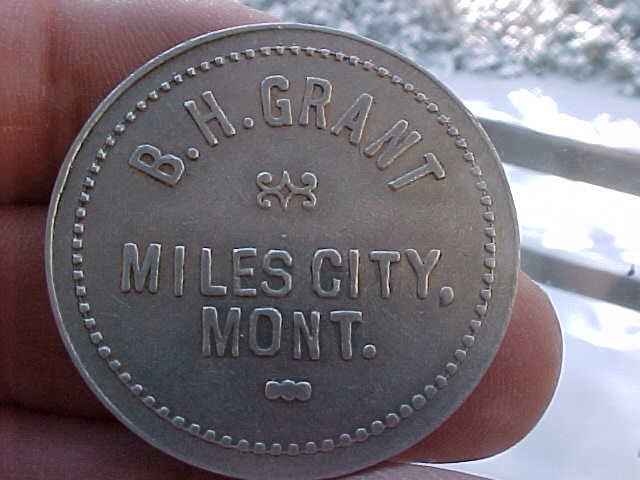 B.H.GRANT
MILES CITY,
MONT.